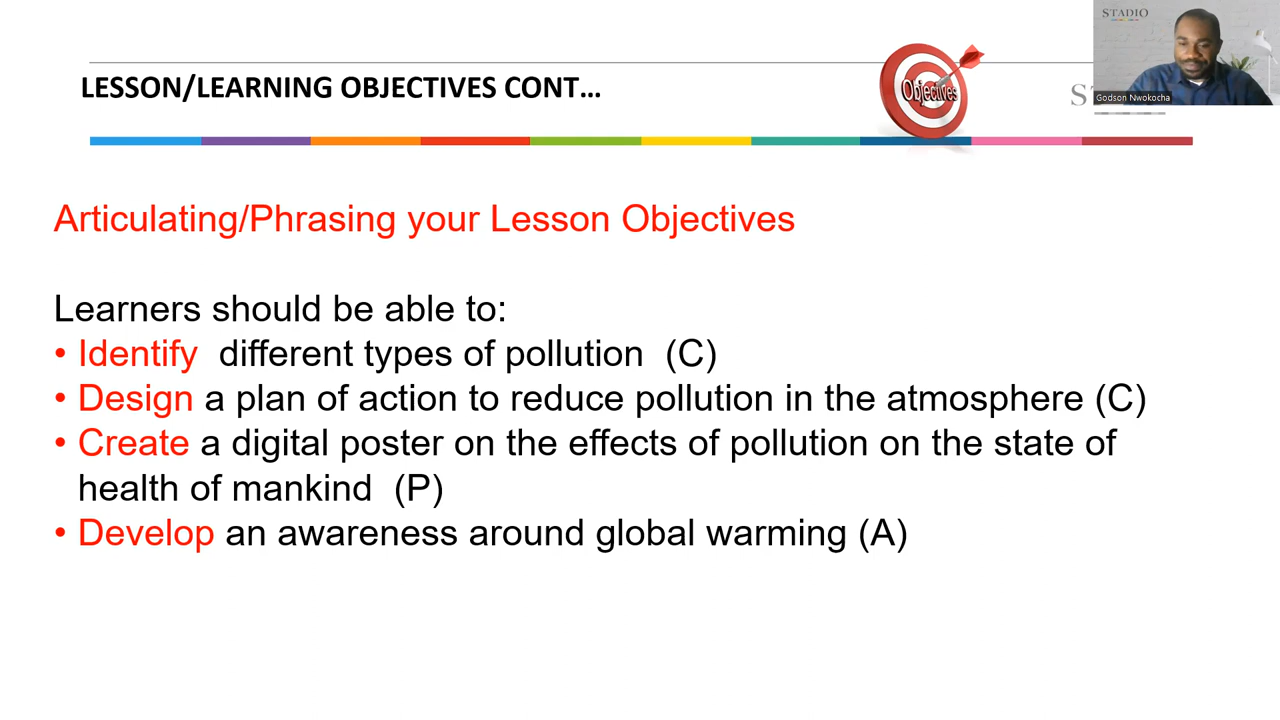 STADIO
LESSON/LEARNING OBJECTIVES CONT...
Objectives
Godson Nwokocha
Articulating/Phrasing your Lesson Objectives
Learners should be able to:
• Identify different types of pollution (C)
• Design a plan of action to reduce pollution in the atmosphere (C)
• Create a digital poster on the effects of pollution on the state of
health of mankind (P)
• Develop an awareness around global warming (A)